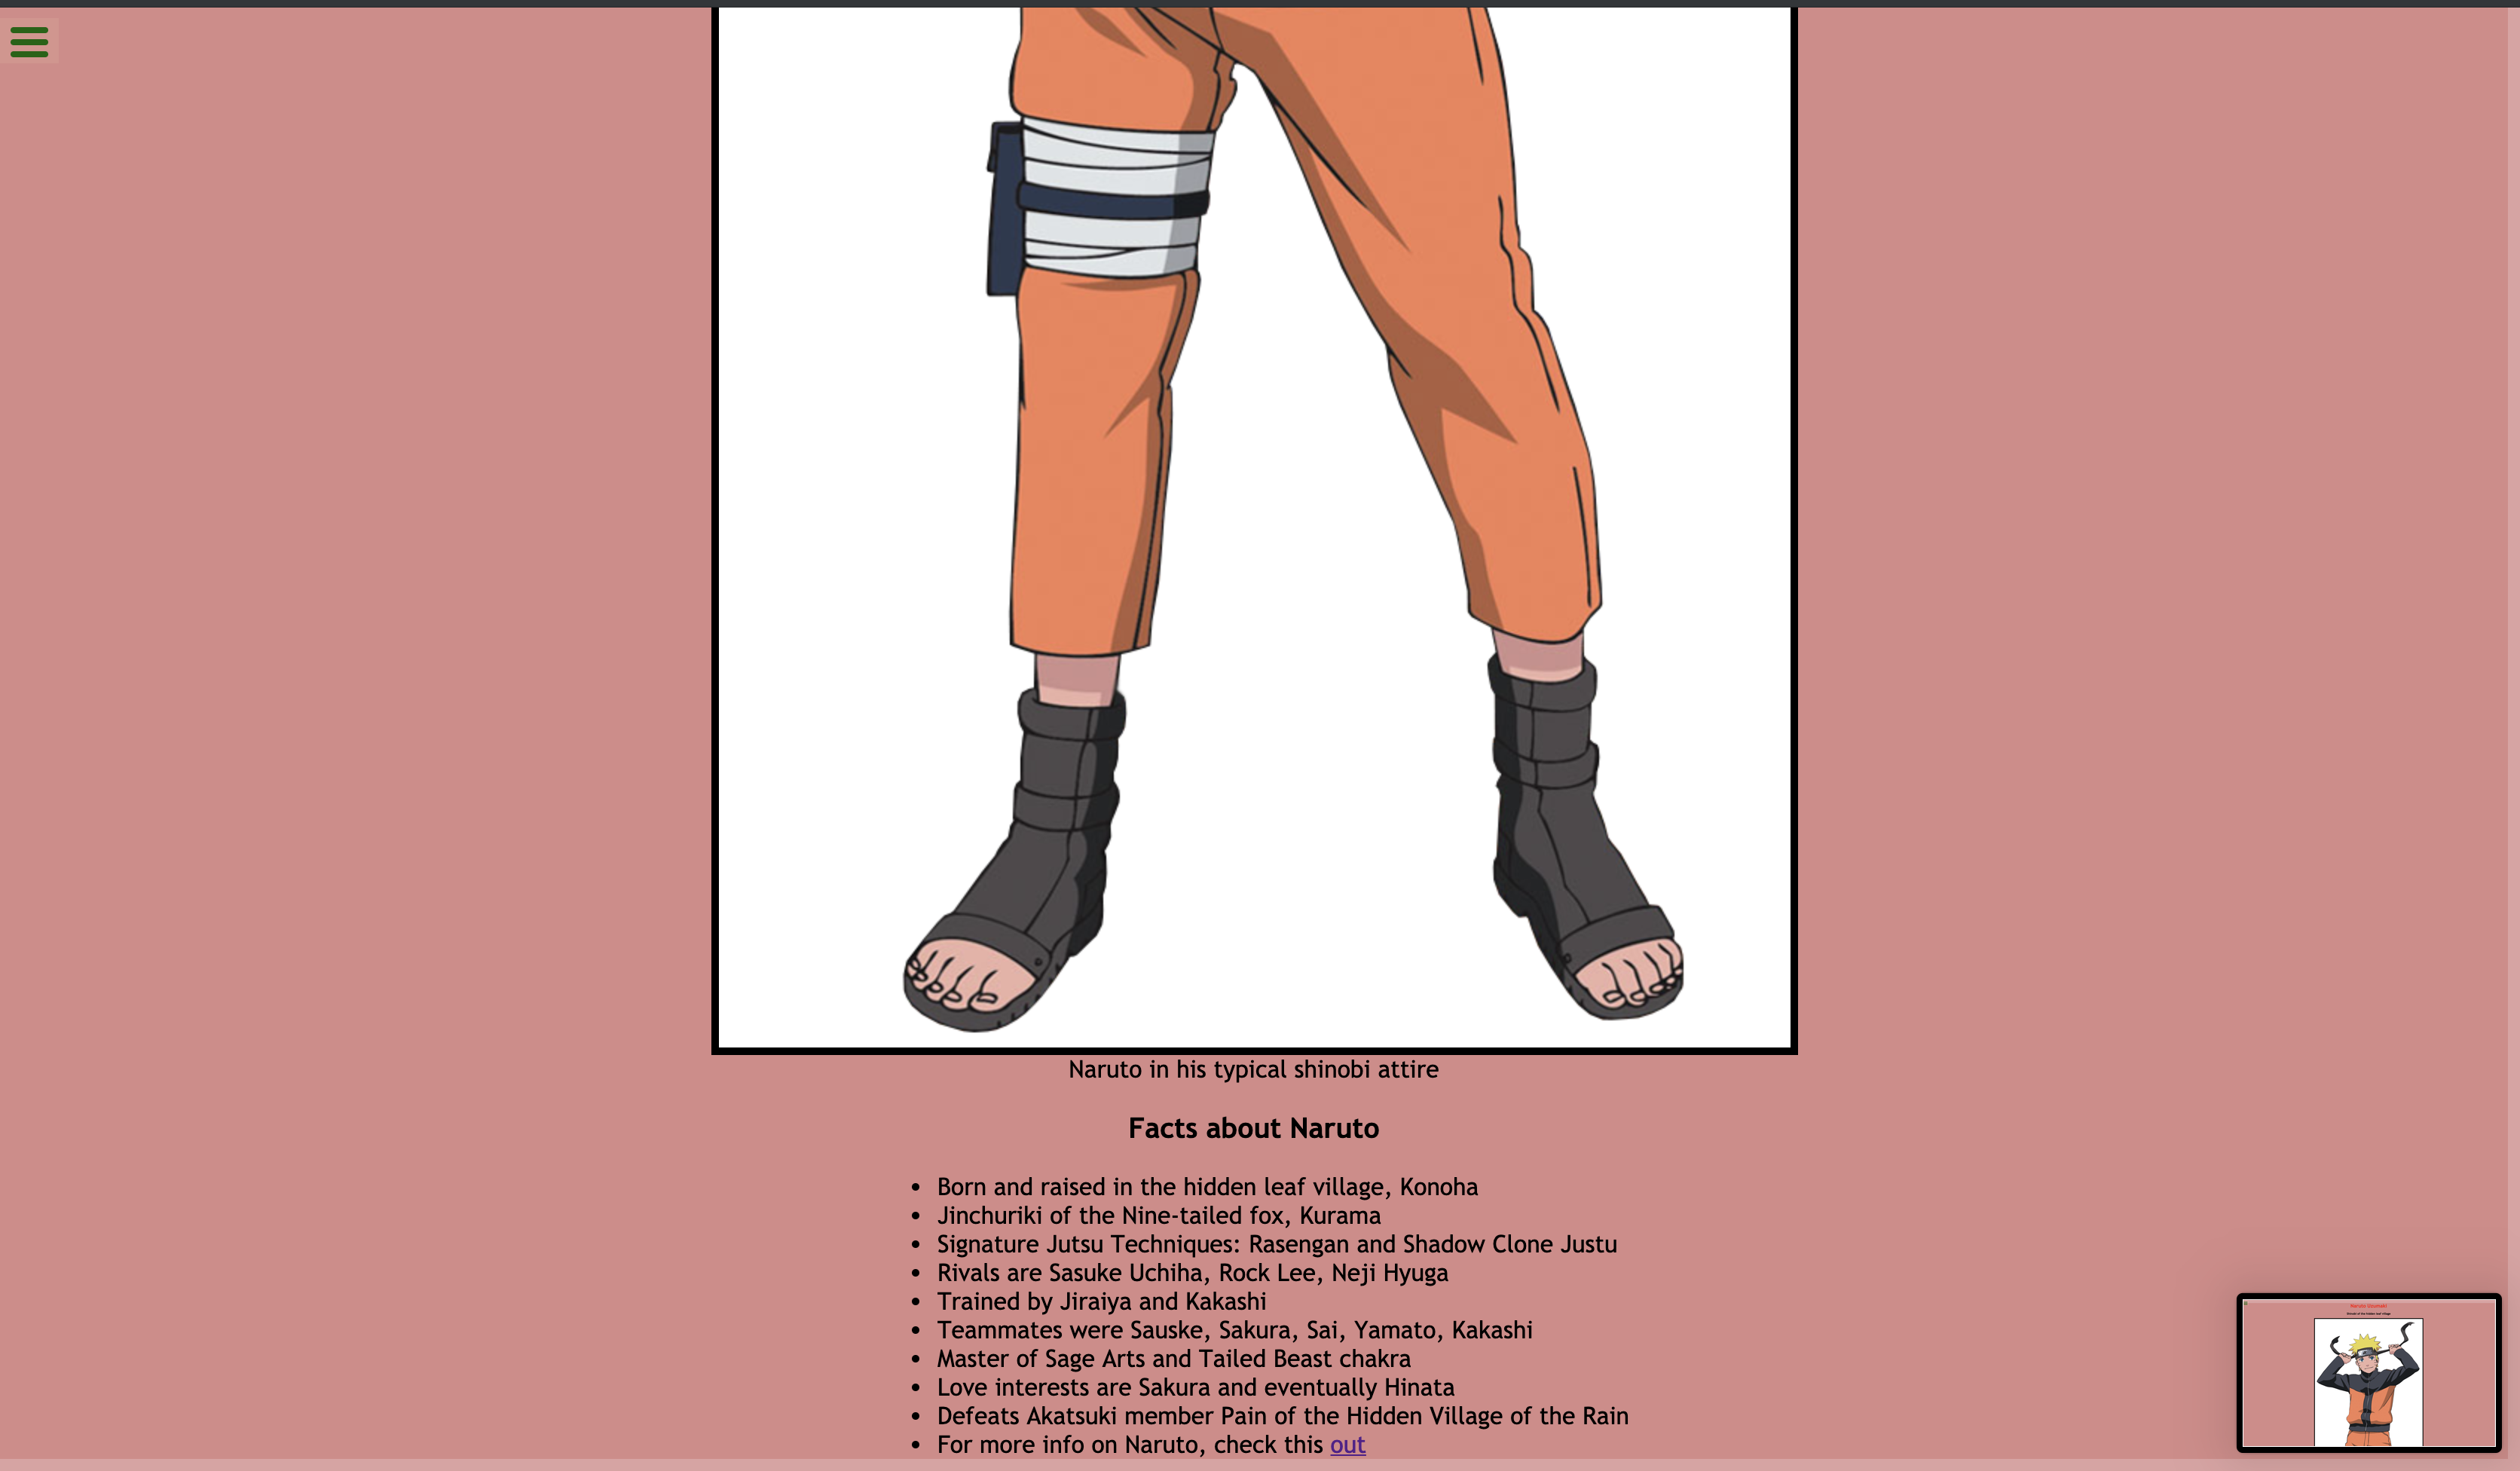 Naruto in his typical shinobi attire
Facts about Naruto
• Born and raised in the hidden leaf village, Konoha
• Jinchuriki of the Nine-tailed fox, Kurama
• Signature Jutsu Techniques: Rasengan and Shadow Clone Justu
• Rivals are Sasuke Uchiha, Rock Lee, Neji Hyuga
• Trained by Jiraiya and Kakashi
• Teammates were Sauske, Sakura, Sai, Yamato, Kakashi
• Master of Sage Arts and Tailed Beast chakra
• Love interests are Sakura and eventually Hinata
• Defeats Akatsuki member Pain of the Hidden Village of the Rain
• For more info on Naruto, check this out
Naruto Uzumaki